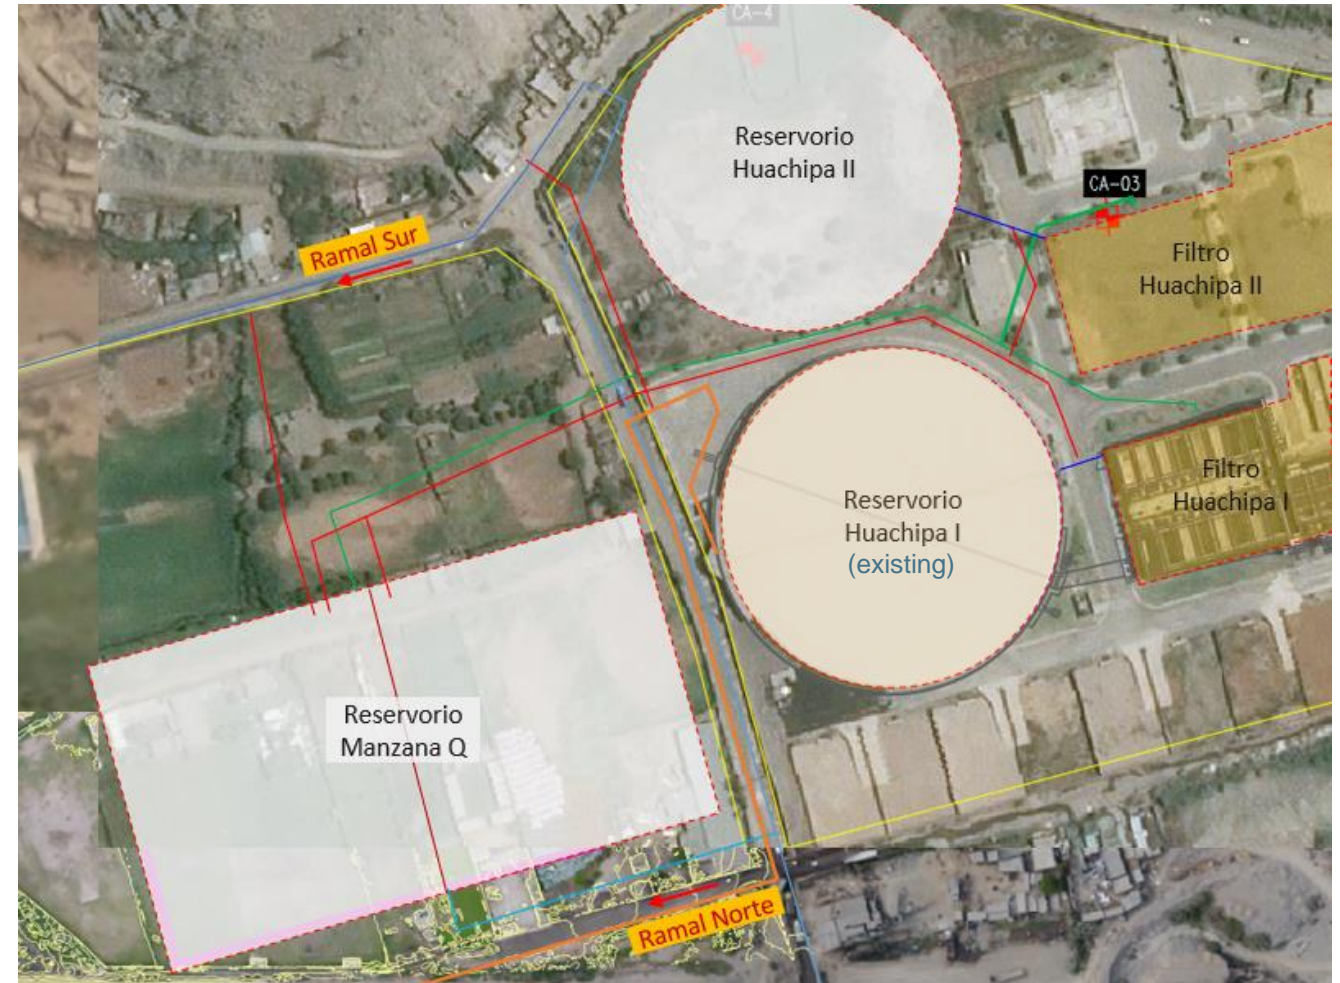 CA-4
Reservorio
Huachipa II
CA-03
Ramal Sur
Filtro
Huachipa II
Filtro
Huachipa I
Reservorio
Huachipa I
(existing)
Reservorio
Manzana Q
Ramal Norte